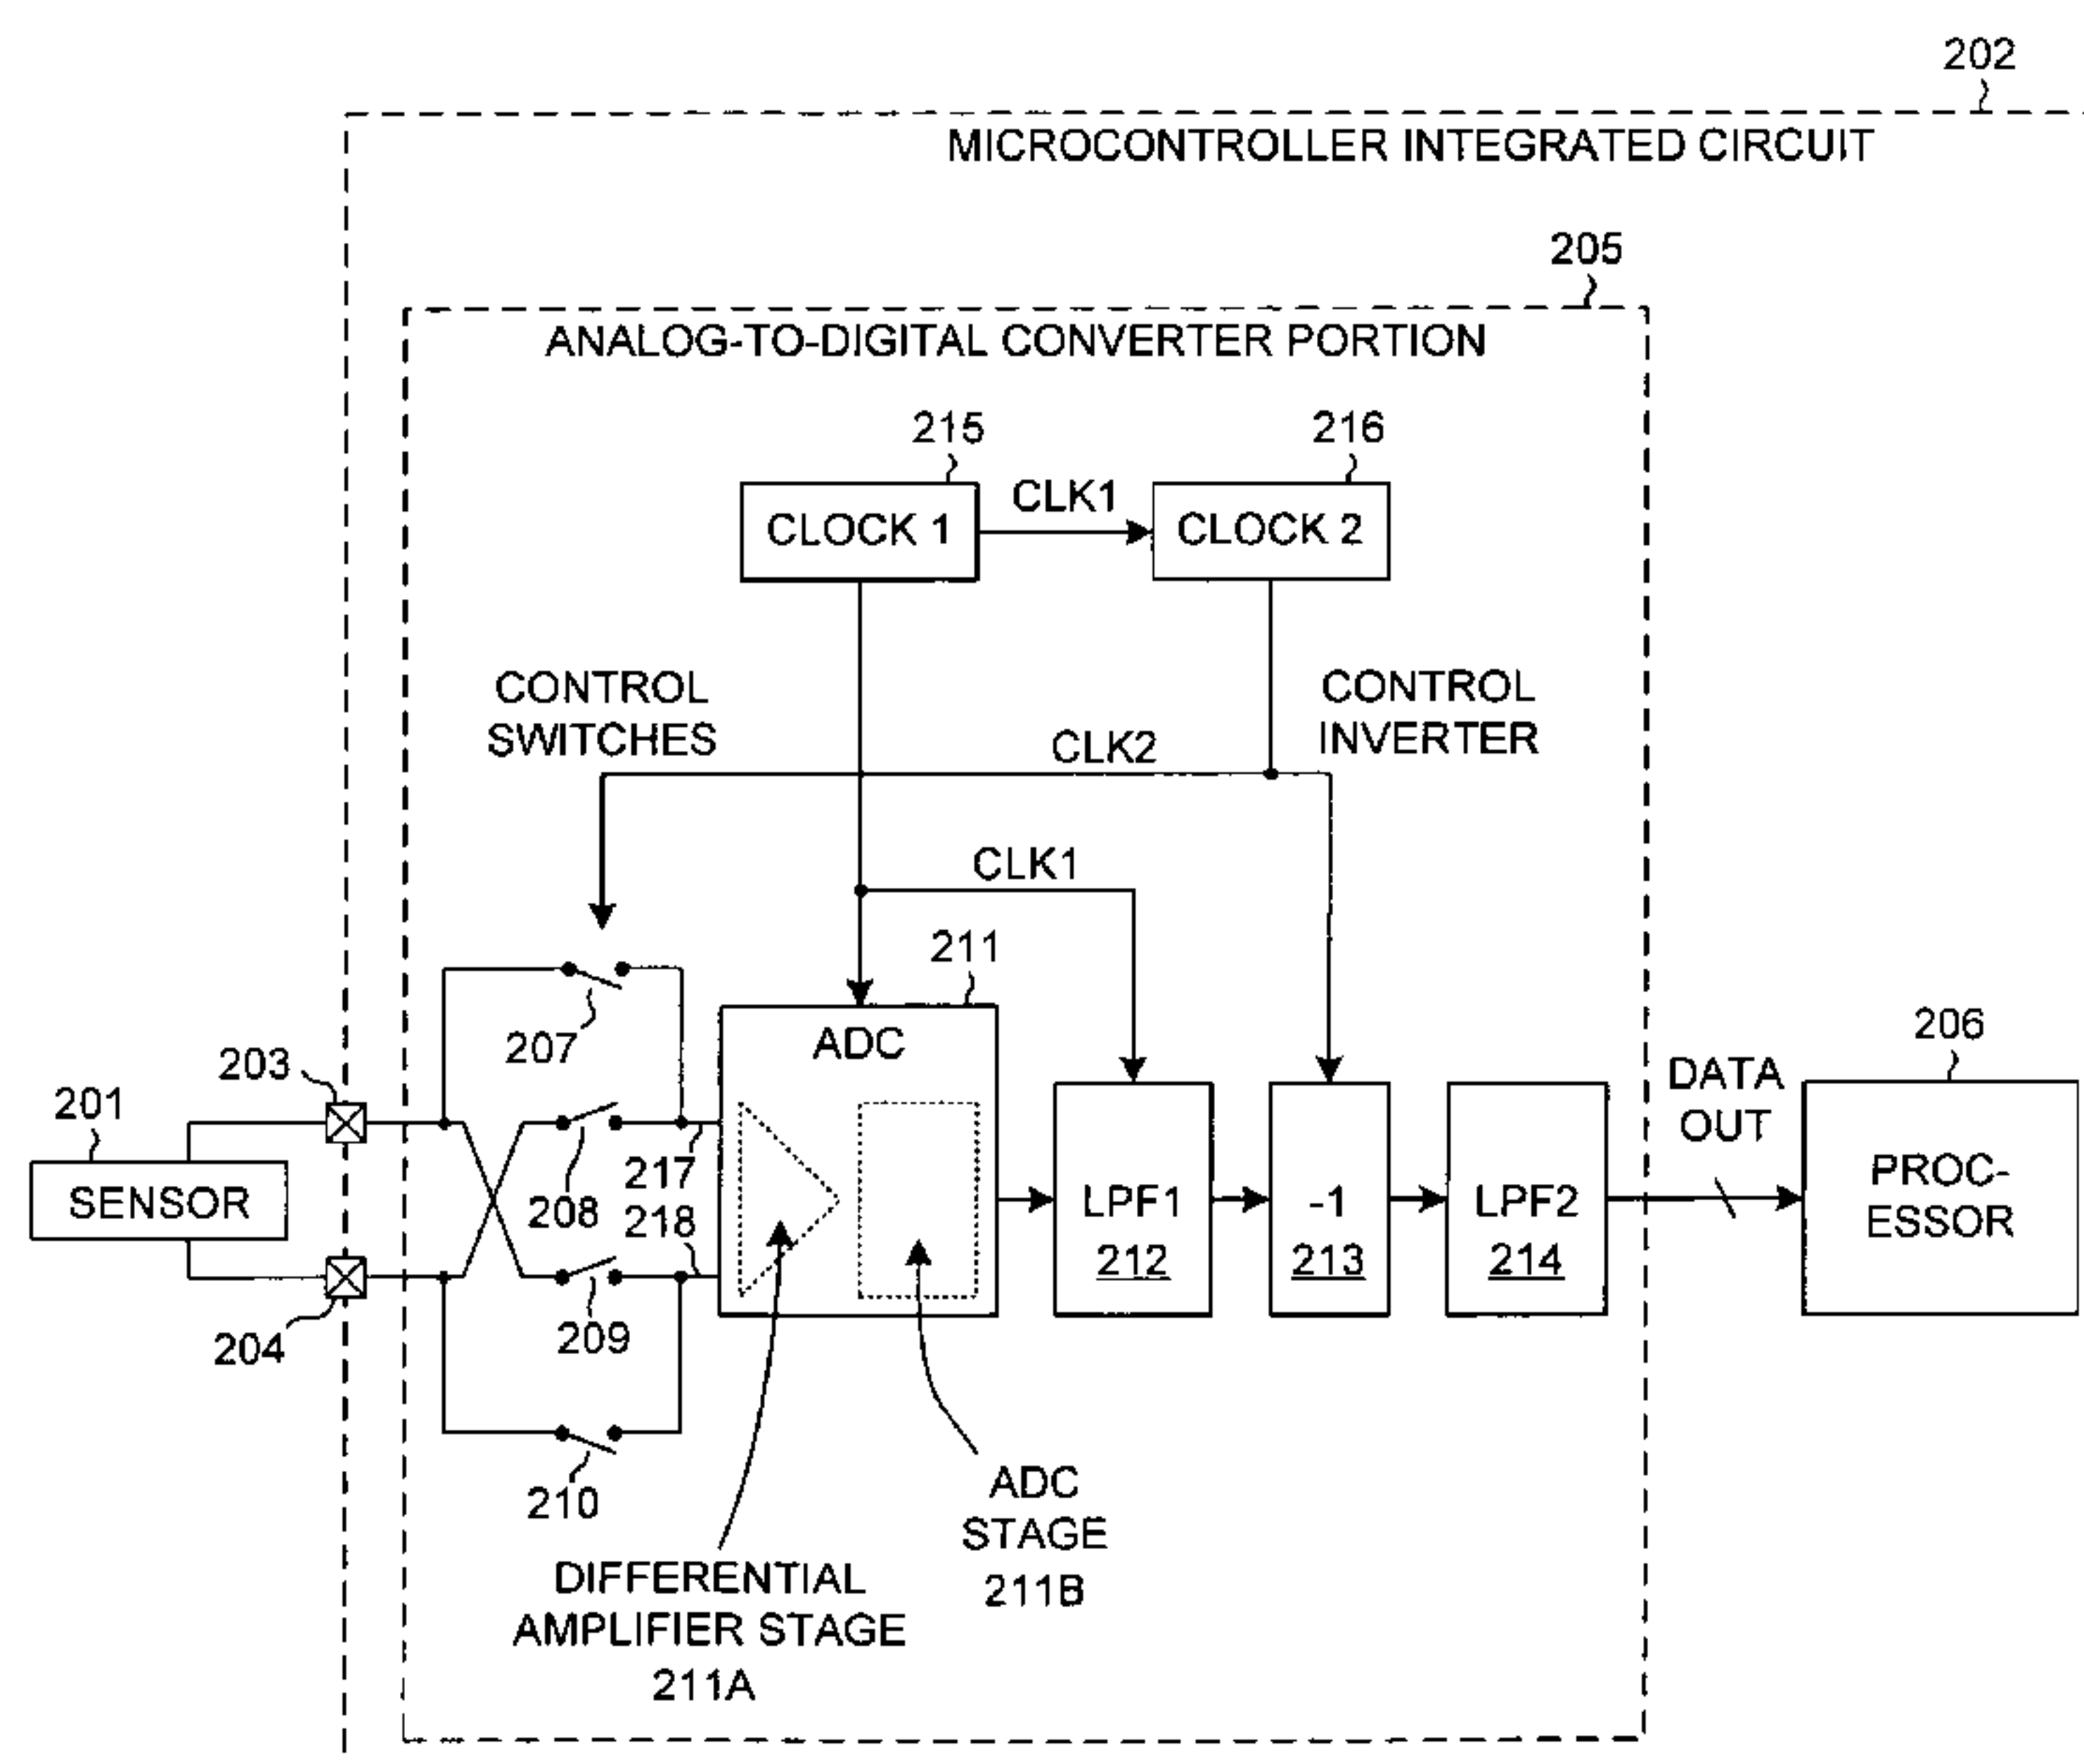 202
MICROCONTROLLER INTEGRATED CIRCUIT
205
ANALOG-TO-DIGITAL CONVERTER PORTION
215
216
CLOCK 1
CLK1
CLOCK 2
CONTROL
SWITCHES
CONTROL
INVERTER
CLK2
CLK1
211
207
ADC
206
203
201
DATA
OUT
217
208
218
SENSOR
LPF1
212
-1
213
LPF2
214
PROC-
ESSOR
204
209
210
ADC
STAGE
211B
DIFFERENTIAL
AMPLIFIER STAGE
211A